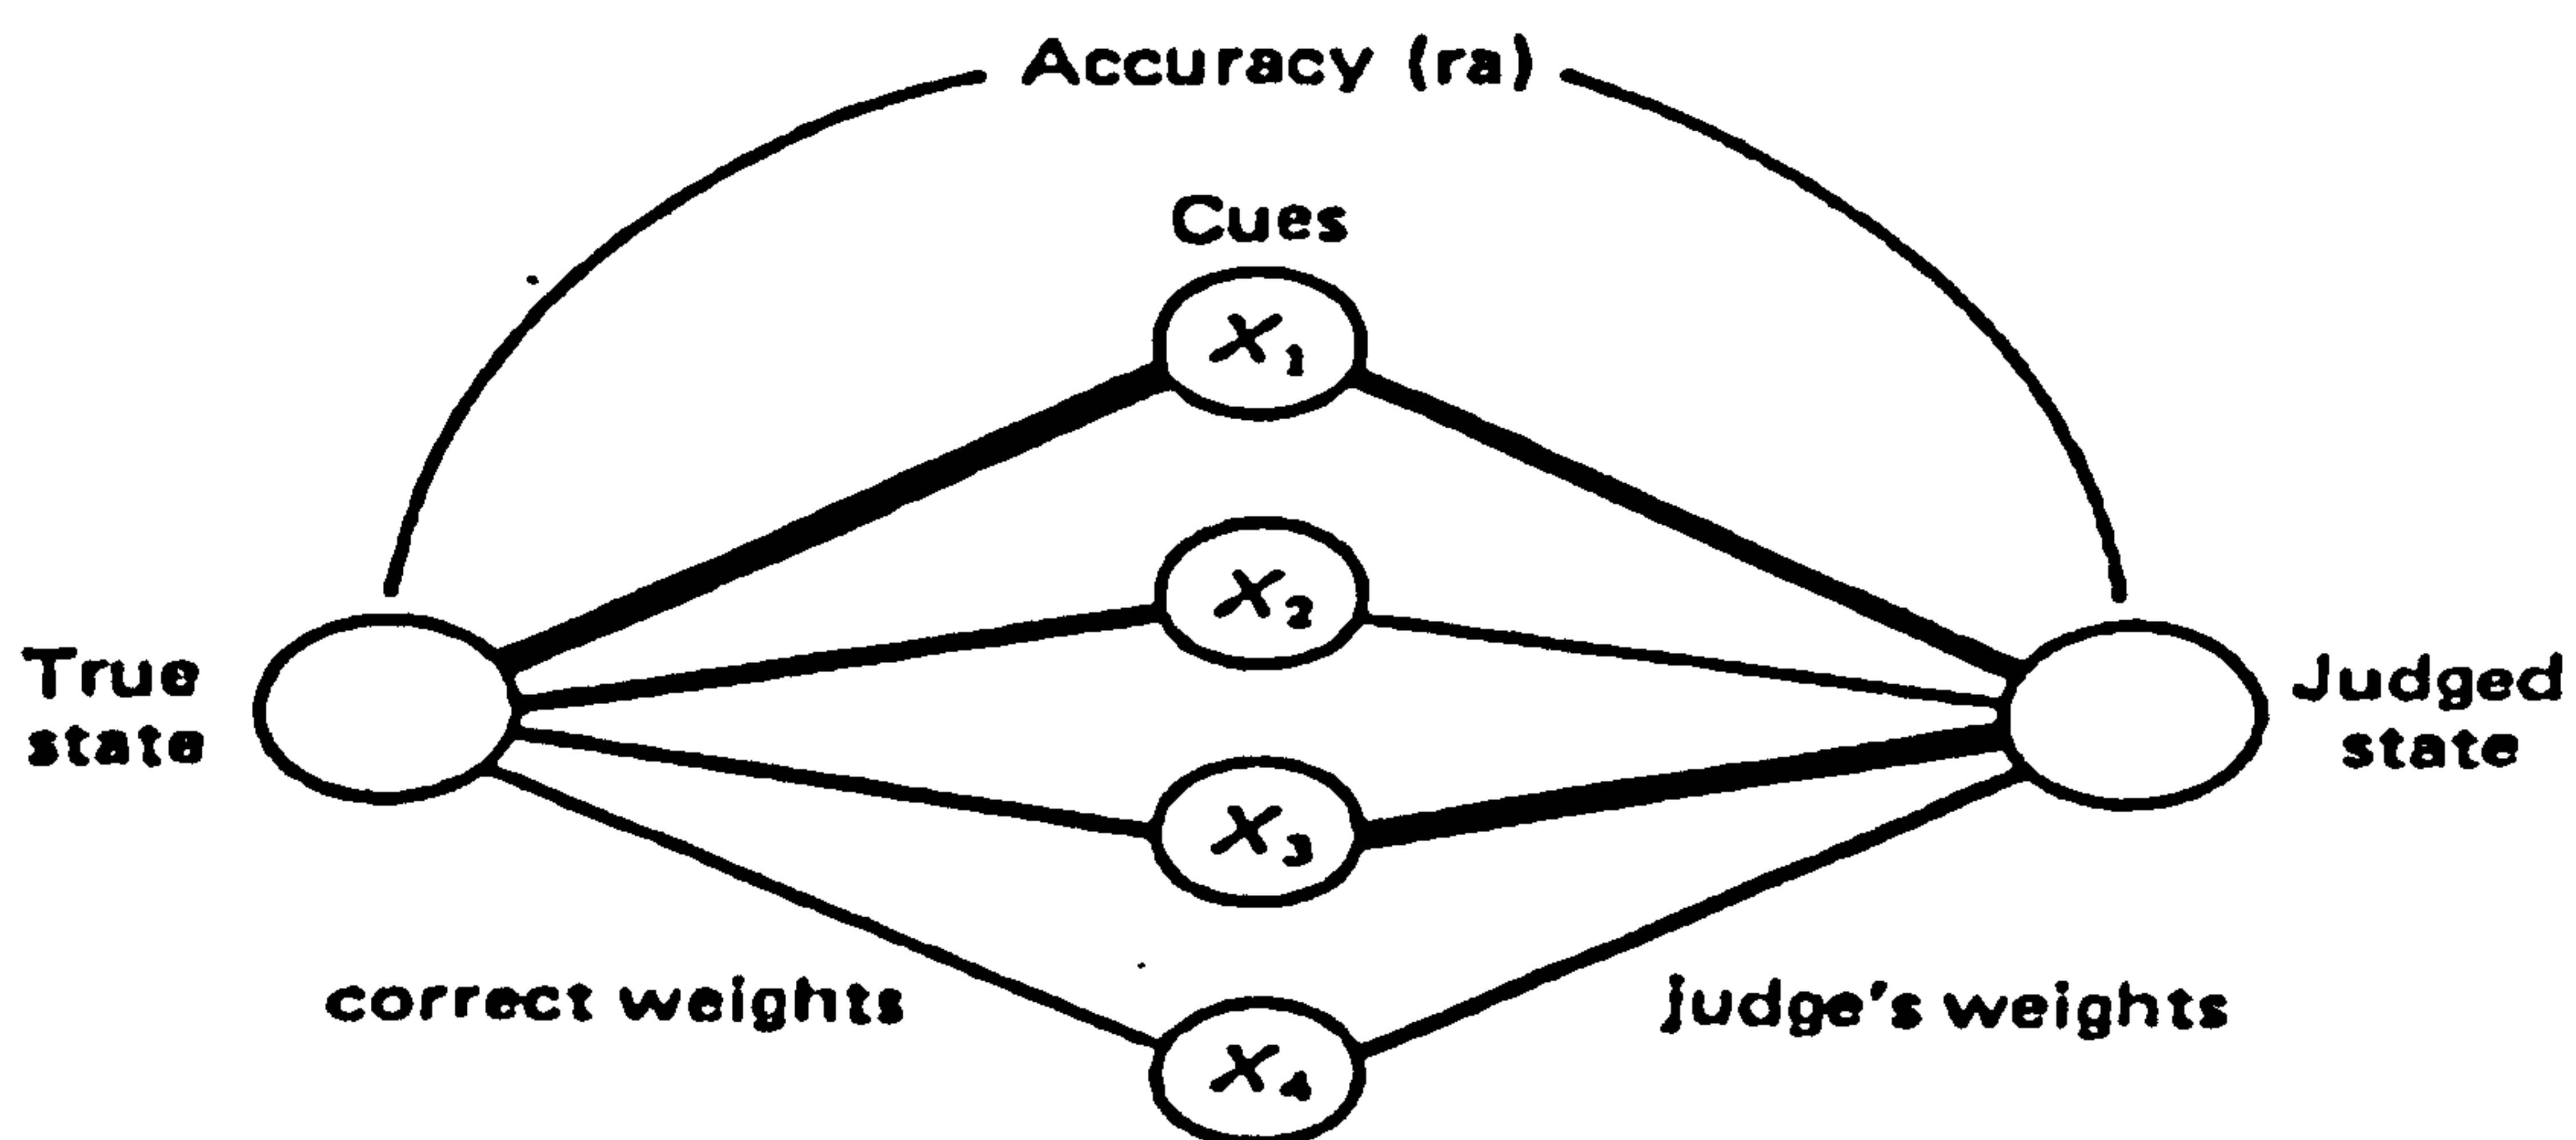 Accuracy (ra)
Cues
X₁
X₂
True
state
Judged
state
X₃
correct weights
judge's weights
X₄